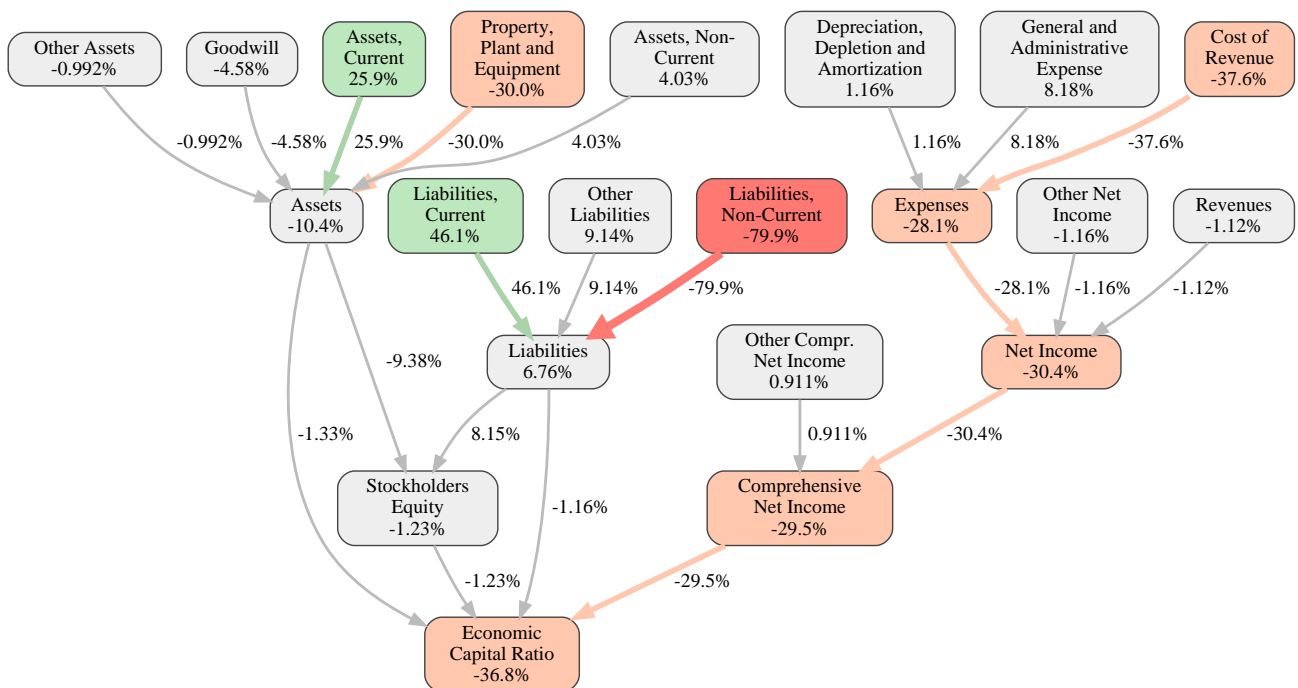 Other Assets
-0.992%
Goodwill
-4.58%
Assets,
Current
25.9%
Property,
Plant and
Equipment
-30.0%
Assets, Non-
Current
4.03%
Depreciation,
Depletion and
Amortization
1.16%
General and
Administrative
Expense
8.18%
Cost of
Revenue
-37.6%
-0.992%
-4.58%
25.9%
-30.0%
4.03%
1.16%
8.18%
-37.6%
Assets
-10.4%
Liabilities,
Current
46.1%
Other
Liabilities
9.14%
Liabilities,
Non-Current
-79.9%
Expenses
-28.1%
Other Net
Income
-1.16%
Revenues
-1.12%
46.1%
9.14%
-79.9%
-28.1%
-1.16%
-1.12%
-9.38%
Liabilities
6.76%
Other Compr.
Net Income
0.911%
Net Income
-30.4%
-1.33%
8.15%
0.911%
-30.4%
Stockholders
Equity
-1.23%
-1.16%
Comprehensive
Net Income
-29.5%
-1.23%
-29.5%
Economic
Capital Ratio
-36.8%